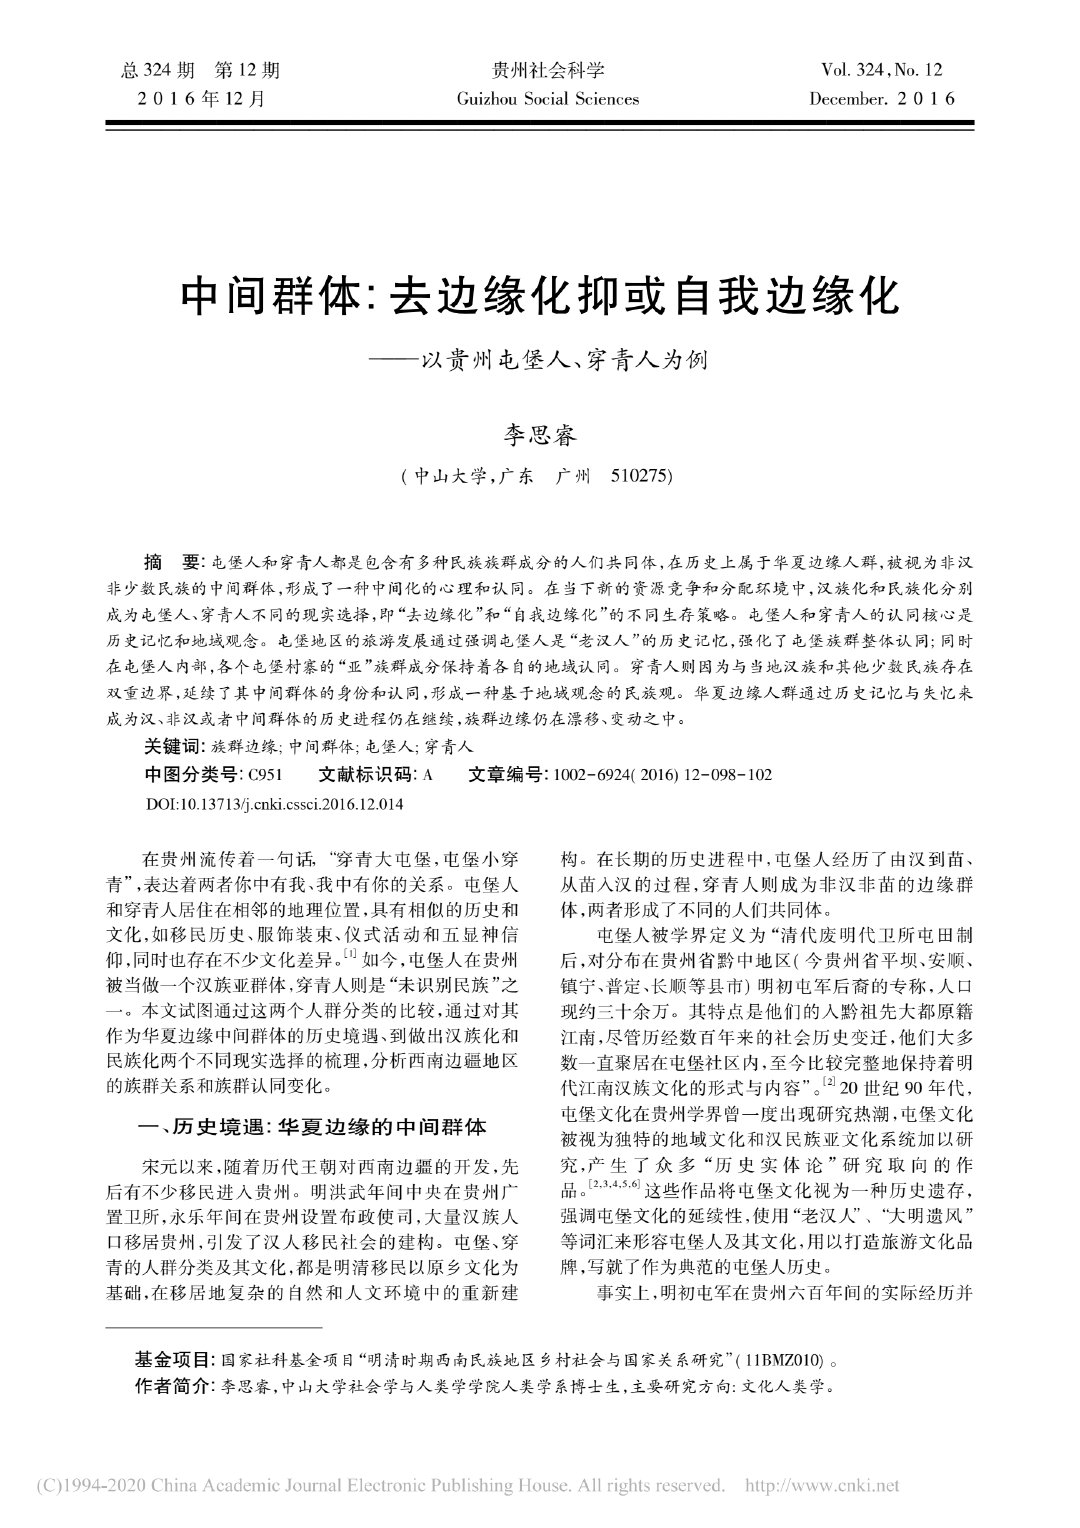 总 324 期　第 12 期
贵州社会科学
Vol. 324, No. 12
2 0 1 6 年 12 月
Guizhou Social Sciences
December. 2 0 1 6
中间群体: 去边缘化抑或自我边缘化
——以贵州屯堡人、穿青人为例
李思睿
( 中山大学,广东　广州　510275)
摘　要: 屯堡人和穿青人都是包含有多种民族族群成分的人们共同体,在历史上属于华夏边缘人群,被视为非汉
非少数民族的中间群体,形成了一种中间化的心理和认同。在当下新的资源竞争和分配环境中,汉族化和民族化分别
成为屯堡人、穿青人不同的现实选择,即“去边缘化”和“自我边缘化”的不同生存策略。屯堡人和穿青人的认同核心是
历史记忆和地域观念。屯堡地区的旅游发展通过强调屯堡人是“老汉人”的历史记忆,强化了屯堡族群整体认同; 同时
在屯堡人内部,各个屯堡村寨的“亚”族群成分保持着各自的地域认同。穿青人则因为与当地汉族和其他少数民族存在
双重边界,延续了其中间群体的身份和认同,形成一种基于地域观念的民族观。华夏边缘人群通过历史记忆与失忆来
成为汉、非汉或者中间群体的历史进程仍在继续,族群边缘仍在漂移、变动之中。
关键词: 族群边缘; 中间群体; 屯堡人; 穿青人
中图分类号: C951　　文献标识码: A　　文章编号: 1002-6924( 2016) 12-098-102
DOI:10.13713/j.cnki.cssci.2016.12.014
在贵州流传着一句话,“穿青大屯堡,屯堡小穿
青”,表达着两者你中有我、我中有你的关系。屯堡人
和穿青人居住在相邻的地理位置,具有相似的历史和
文化,如移民历史、服饰装束、仪式活动和五显神信
仰,同时也存在不少文化差异。[1] 如今,屯堡人在贵州
被当做一个汉族亚群体,穿青人则是“未识别民族”之
一。本文试图通过这两个人群分类的比较,通过对其
作为华夏边缘中间群体的历史境遇、到做出汉族化和
民族化两个不同现实选择的梳理,分析西南边疆地区
的族群关系和族群认同变化。
一、历史境遇: 华夏边缘的中间群体
宋元以来,随着历代王朝对西南边疆的开发,先
后有不少移民进入贵州。明洪武年间中央在贵州广
置卫所,永乐年间在贵州设置布政使司,大量汉族人
口移居贵州,引发了汉人移民社会的建构。屯堡、穿
青的人群分类及其文化,都是明清移民以原乡文化为
基础,在移居地复杂的自然和人文环境中的重新建
构。在长期的历史进程中,屯堡人经历了由汉到苗、
从苗入汉的过程,穿青人则成为非汉非苗的边缘群
体,两者形成了不同的人们共同体。
屯堡人被学界定义为“清代废明代卫所屯田制
后,对分布在贵州省黔中地区( 今贵州省平坝、安顺、
镇宁、普定、长顺等县市) 明初屯军后裔的专称,人口
现约三十余万。其特点是他们的入黔祖先大都原籍
江南,尽管历经数百年来的社会历史变迁,他们大多
数一直聚居在屯堡社区内,至今比较完整地保持着明
代江南汉族文化的形式与内容”。[2] 20 世纪 90 年代,
屯堡文化在贵州学界曾一度出现研究热潮,屯堡文化
被视为独特的地域文化和汉民族亚文化系统加以研
究,产生了众多“历史实体论”研究取向的作
品。[2,3,4,5,6] 这些作品将屯堡文化视为一种历史遗存,
强调屯堡文化的延续性,使用“老汉人”、“大明遗风”
等词汇来形容屯堡人及其文化,用以打造旅游文化品
牌,写就了作为典范的屯堡人历史。
事实上,明初屯军在贵州六百年间的实际经历并
基金项目: 国家社科基金项目“明清时期西南民族地区乡村社会与国家关系研究”( 11BMZ010) 。
作者简介: 李思睿,中山大学社会学与人类学学院人类学系博士生,主要研究方向: 文化人类学。
(C)1994-2020 China Academic Journal Electronic Publishing House. All rights reserved.　http://www.cnki.net